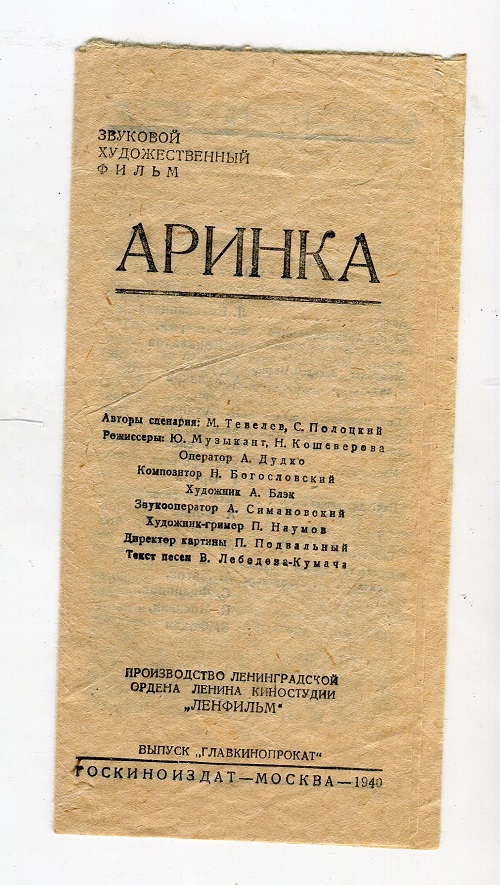 ЗВУКОВОЙ
ХУДОЖЕСТВЕННЫЙ
ФИЛЬМ
АРИНКА
Авторы сценария: М. Тевелев, С. Полоцкий
Режиссеры: Ю. Музыкант, Н. Кошеверова
Оператор А. Дудко
Композитор Н. Богословский
Художник А. Блэк
Звукооператор А. Симановский
Художник-гример П. Наумов
Директор картины П. Подвальный
Текст песен В. Лебедева-Кумача
ПРОИЗВОДСТВО ЛЕНИНГРАДСКОЙ
ОРДЕНА ЛЕНИНА КИНОСТУДИИ
„ЛЕНФИЛЬМ“
ВЫПУСК „ГЛАВКИНОПРОКАТ“
ГОСКИНОИЗДАТ—МОСКВА—1940